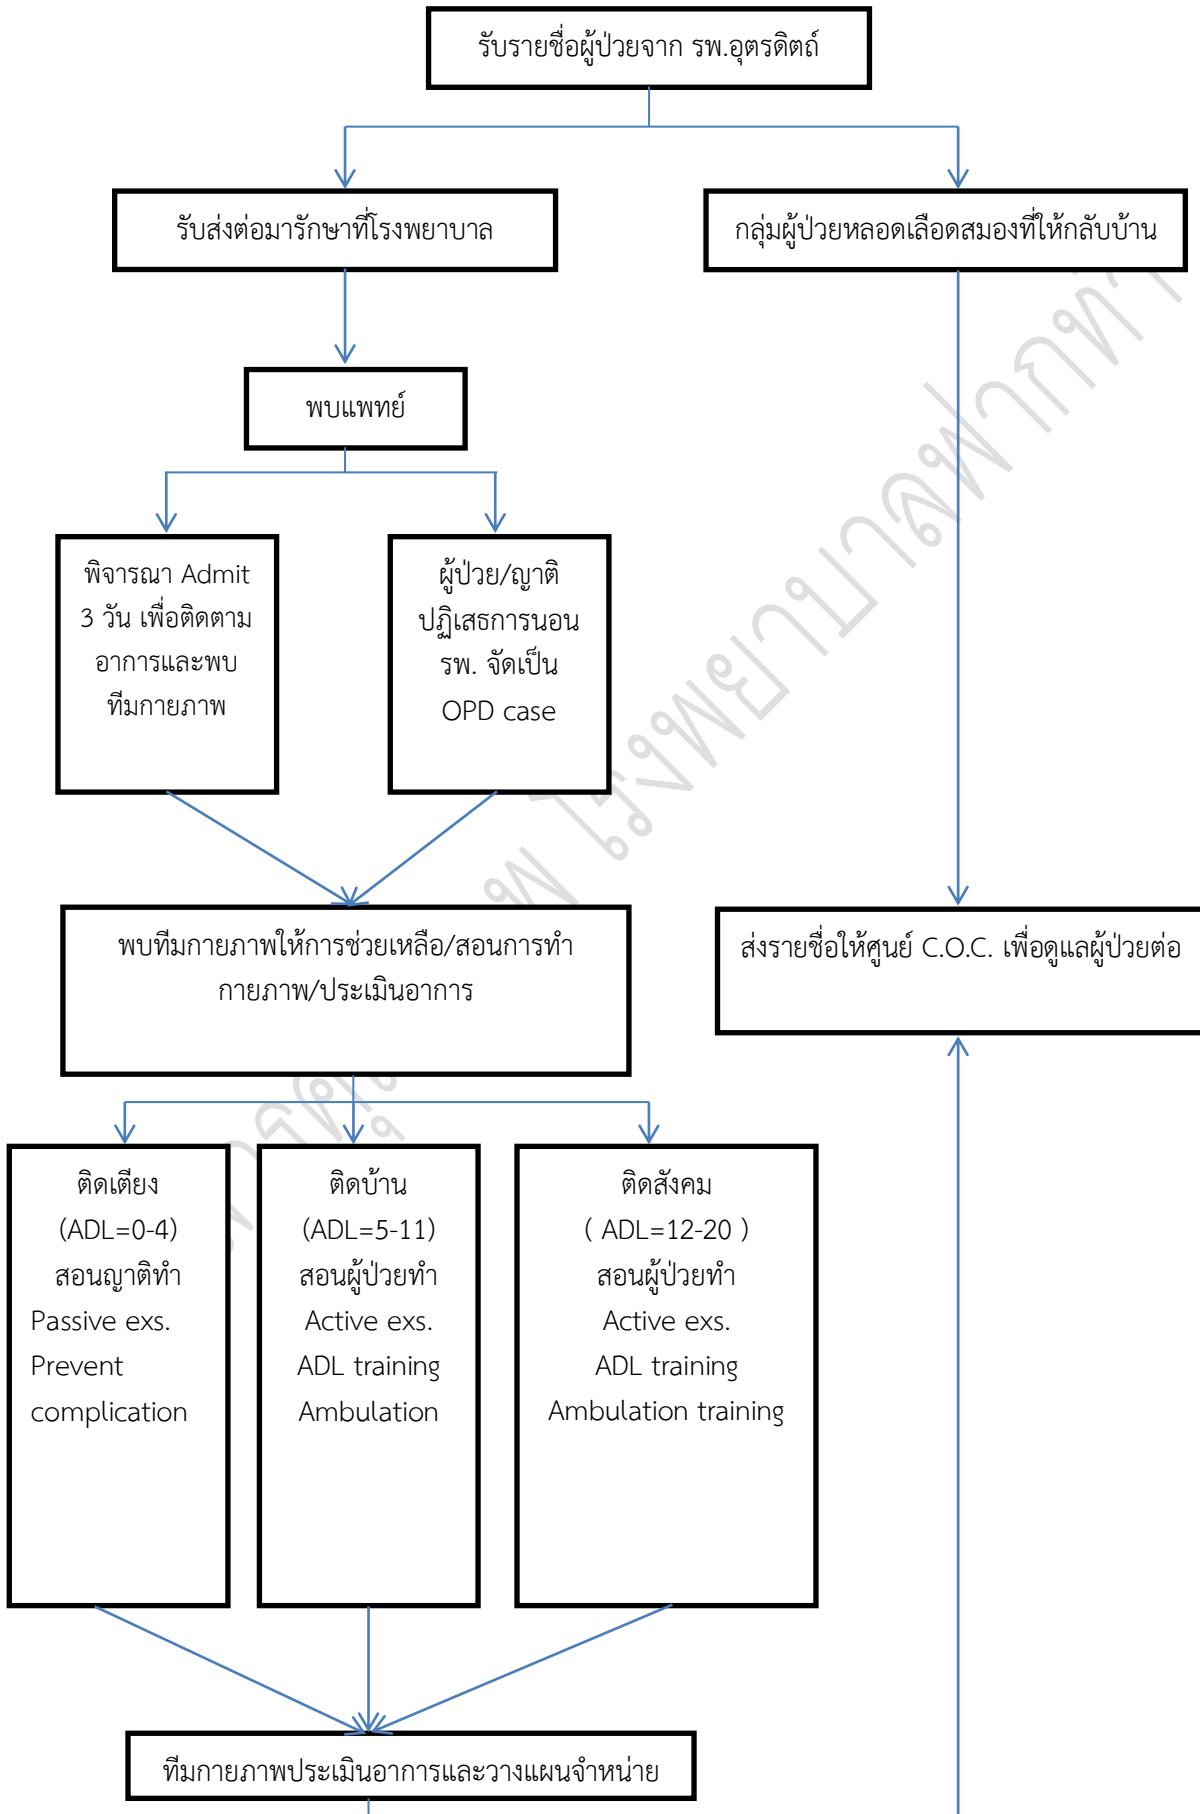 รับรายชื่อผู้ป่วยจาก รพ.อุตรดิตถ์
รับส่งต่อมารักษาที่โรงพยาบาล
กลุ่มผู้ป่วยหลอดเลือดสมองที่ให้กลับบ้าน
พบแพทย์
พิจารณา Admit
3 วัน เพื่อติดตาม
อาการและพบ
ทีมกายภาพ
ผู้ป่วย/ญาติ
ปฏิเสธการนอน
รพ. จัดเป็น
OPD case
พบทีมกายภาพให้การช่วยเหลือ/สอนการทำ
กายภาพ/ประเมินอาการ
ส่งรายชื่อให้ศูนย์ C.O.C. เพื่อดูแลผู้ป่วยต่อ
ติดเตียง
(ADL=0-4)
สอนญาติทำ
Passive exs.
Prevent
complication
ติดบ้าน
(ADL=5-11)
สอนผู้ป่วยทำ
Active exs.
ADL training
Ambulation
ติดสังคม
( ADL=12-20 )
สอนผู้ป่วยทำ
Active exs.
ADL training
Ambulation training
ทีมกายภาพประเมินอาการและวางแผนจำหน่าย